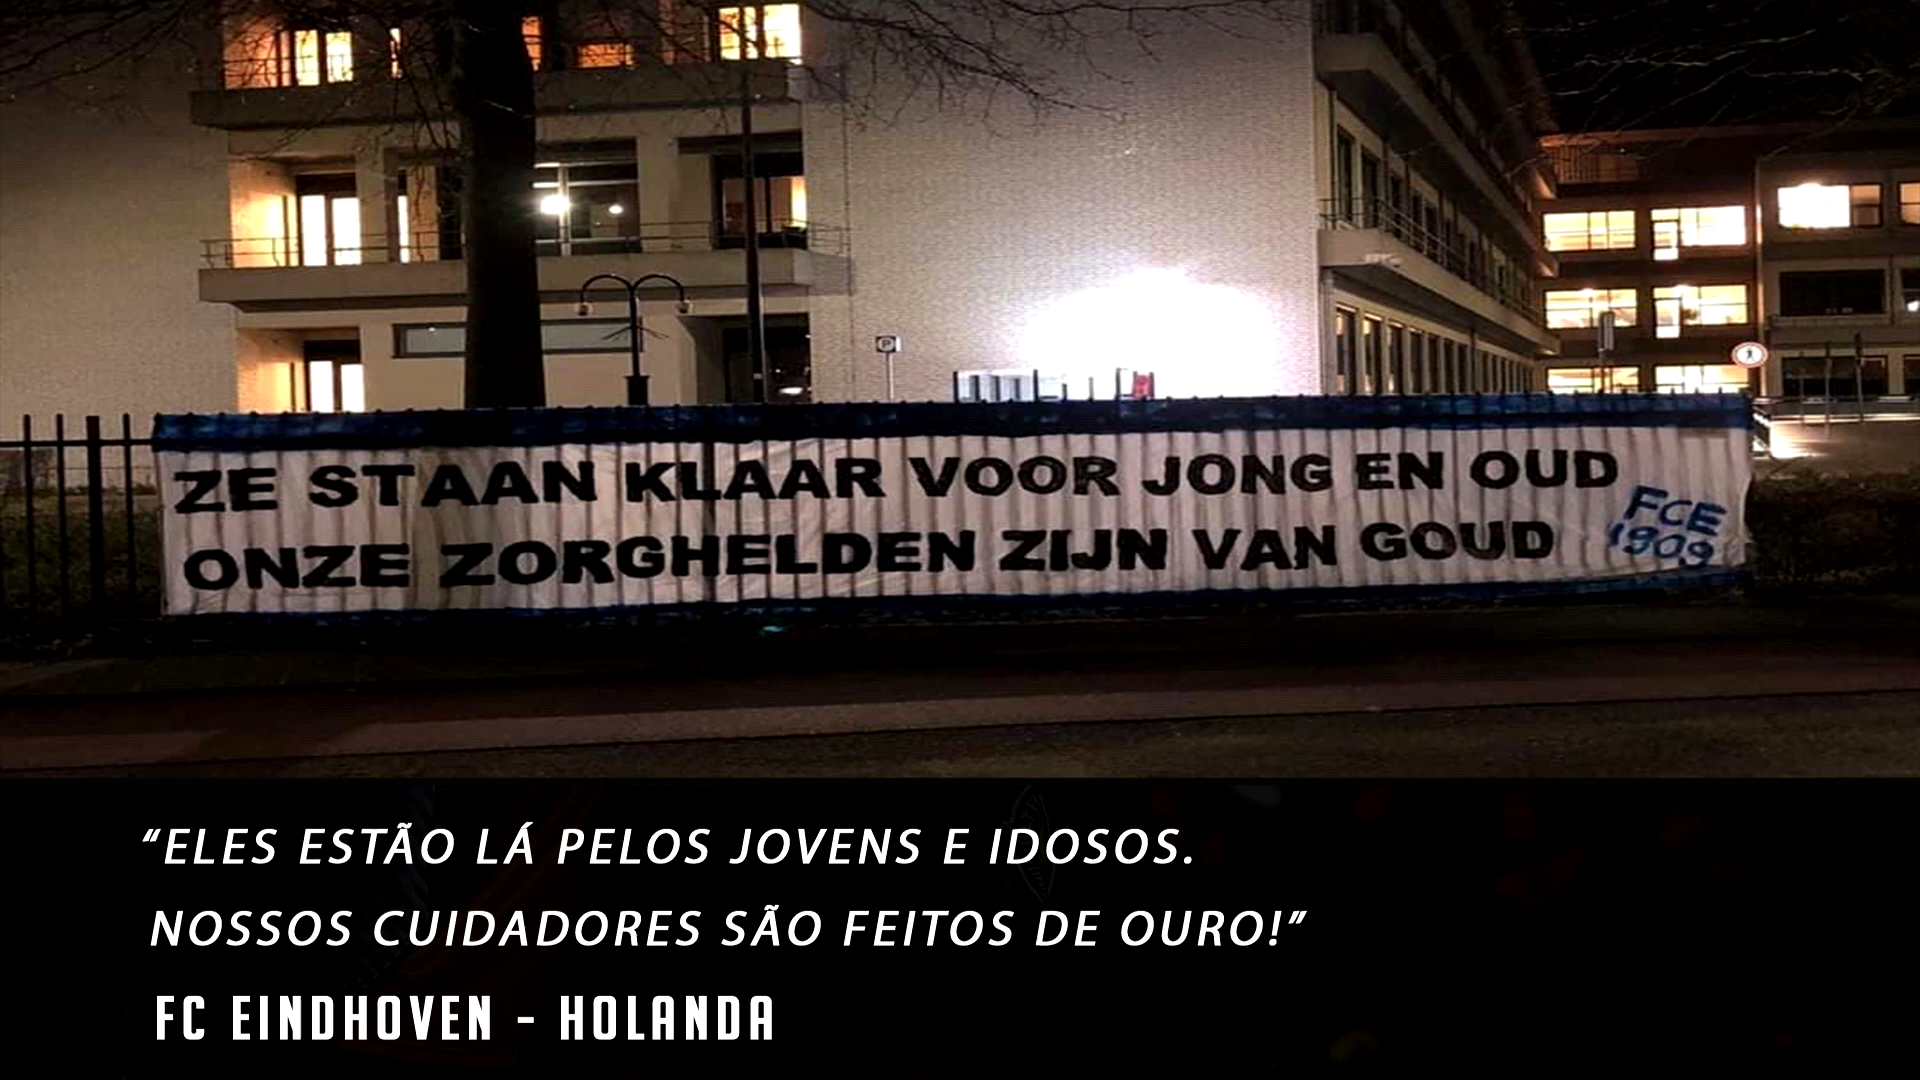 P
ZE STAAN KLAAR VOOR JONG EN OUD
ONZE ZORGHELDEN ZIJN VAN GOUD
FCE
1909
“ELES ESTÃO LÁ PELOS JOVENS E IDOSOS.
NOSSOS CUIDADORES SÃO FEITOS DE OURO!”
FC EINDHOVEN - HOLANDA